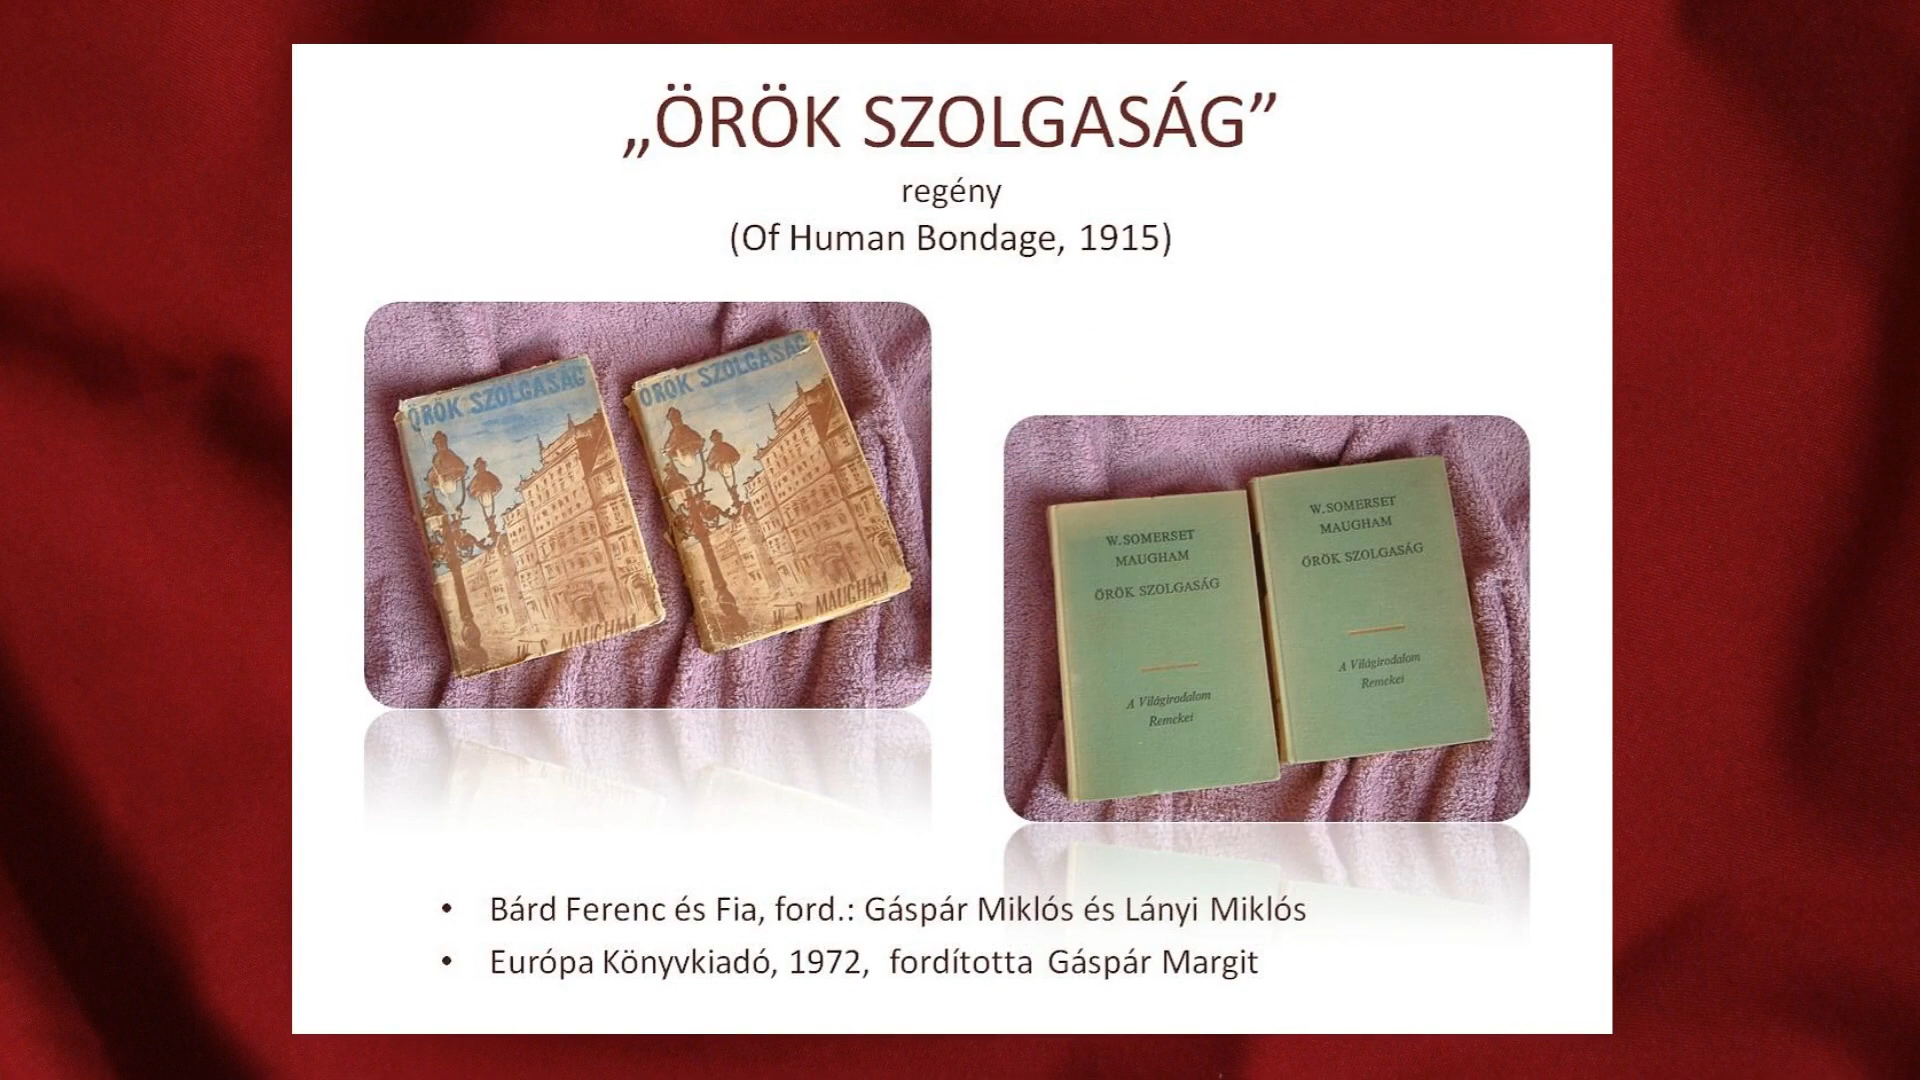 „ÖRÖK SZOLGASÁG”
regény
(Of Human Bondage, 1915)
ÖRÖK SZOLGASÁG
W. S. MAUGHAM
ÖRÖK SZOLGASÁG
W. S. MAUGHAM
W. SOMERSET
MAUGHAM
ÖRÖK SZOLGASÁG
A Világirodalom
Remekei
W. SOMERSET
MAUGHAM
ÖRÖK SZOLGASÁG
A Világirodalom
Remekei
• Bárd Ferenc és Fia, ford.: Gáspár Miklós és Lányi Miklós
• Európa Könyvkiadó, 1972, fordította Gáspár Margit